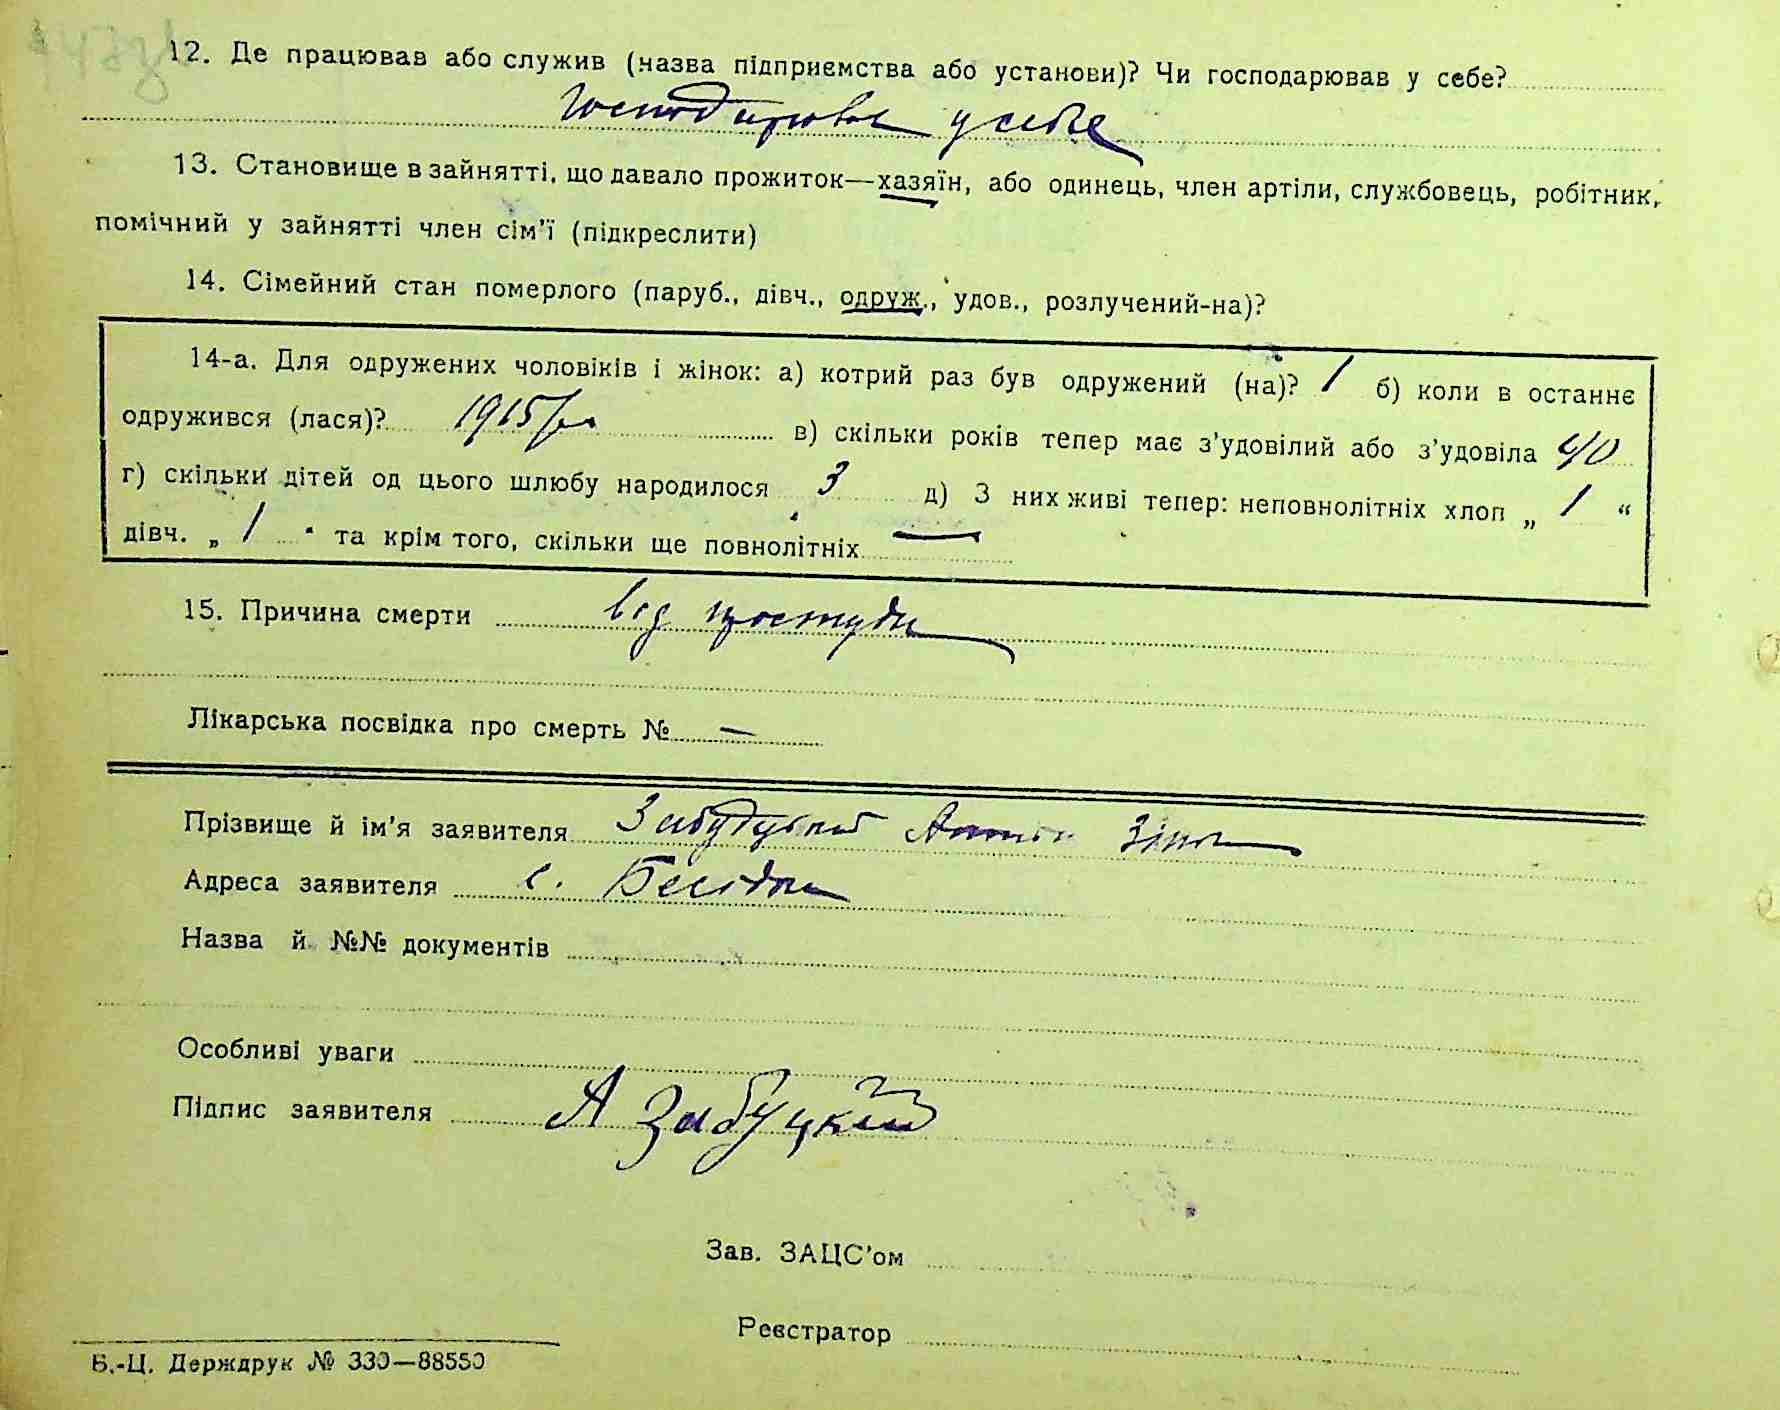 12. Де працював або служив (назва підприємства або установи)? Чи господарював у себе?
господарював у себе
13. Становище в зайнятті, що давало прожиток—хазяїн, або одинець, член артіли, службовець, робітник,
помічний у зайнятті член сім'ї (підкреслити)
14. Сімейний стан померлого (паруб., дівч., одруж., удов., розлучений-на)?
14-а. Для одружених чоловіків і жінок: а) котрий раз був одружений (на)? 1 б) коли в останнє
одружився (лася)? 1915 в) скільки років тепер має з'удовілий або з'удовіла 40
г) скільки дітей од цього шлюбу народилося 3 д) З них живі тепер: неповнолітніх хлоп „ 1 “
дівч. „ 1 “ та крім того, скільки ще повнолітніх —
15. Причина смерти від простуди
Лікарська посвідка про смерть № —
Прізвище й ім'я заявителя Антін
Адреса заявителя с.
Назва й №№ документів
Особливі уваги
Підпис заявителя А Забуцкий
Зав. ЗАЦС'ом
Реєстратор
Б.-Ц. Держдрук № 330—88550